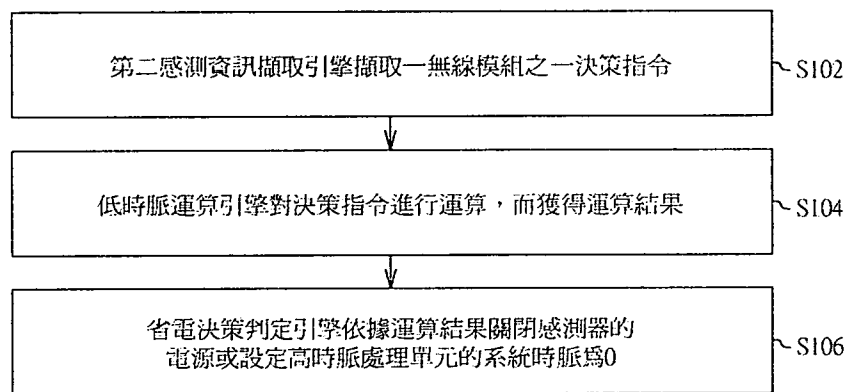 第二感測資訊擷取引擎擷取一無線模組之一決策指令
S102
低時脈運算引擎對決策指令進行運算，而獲得運算結果
S104
省電決策判定引擎依據運算結果關閉感測器的
電源或設定高時脈處理單元的系統時脈爲0
S106